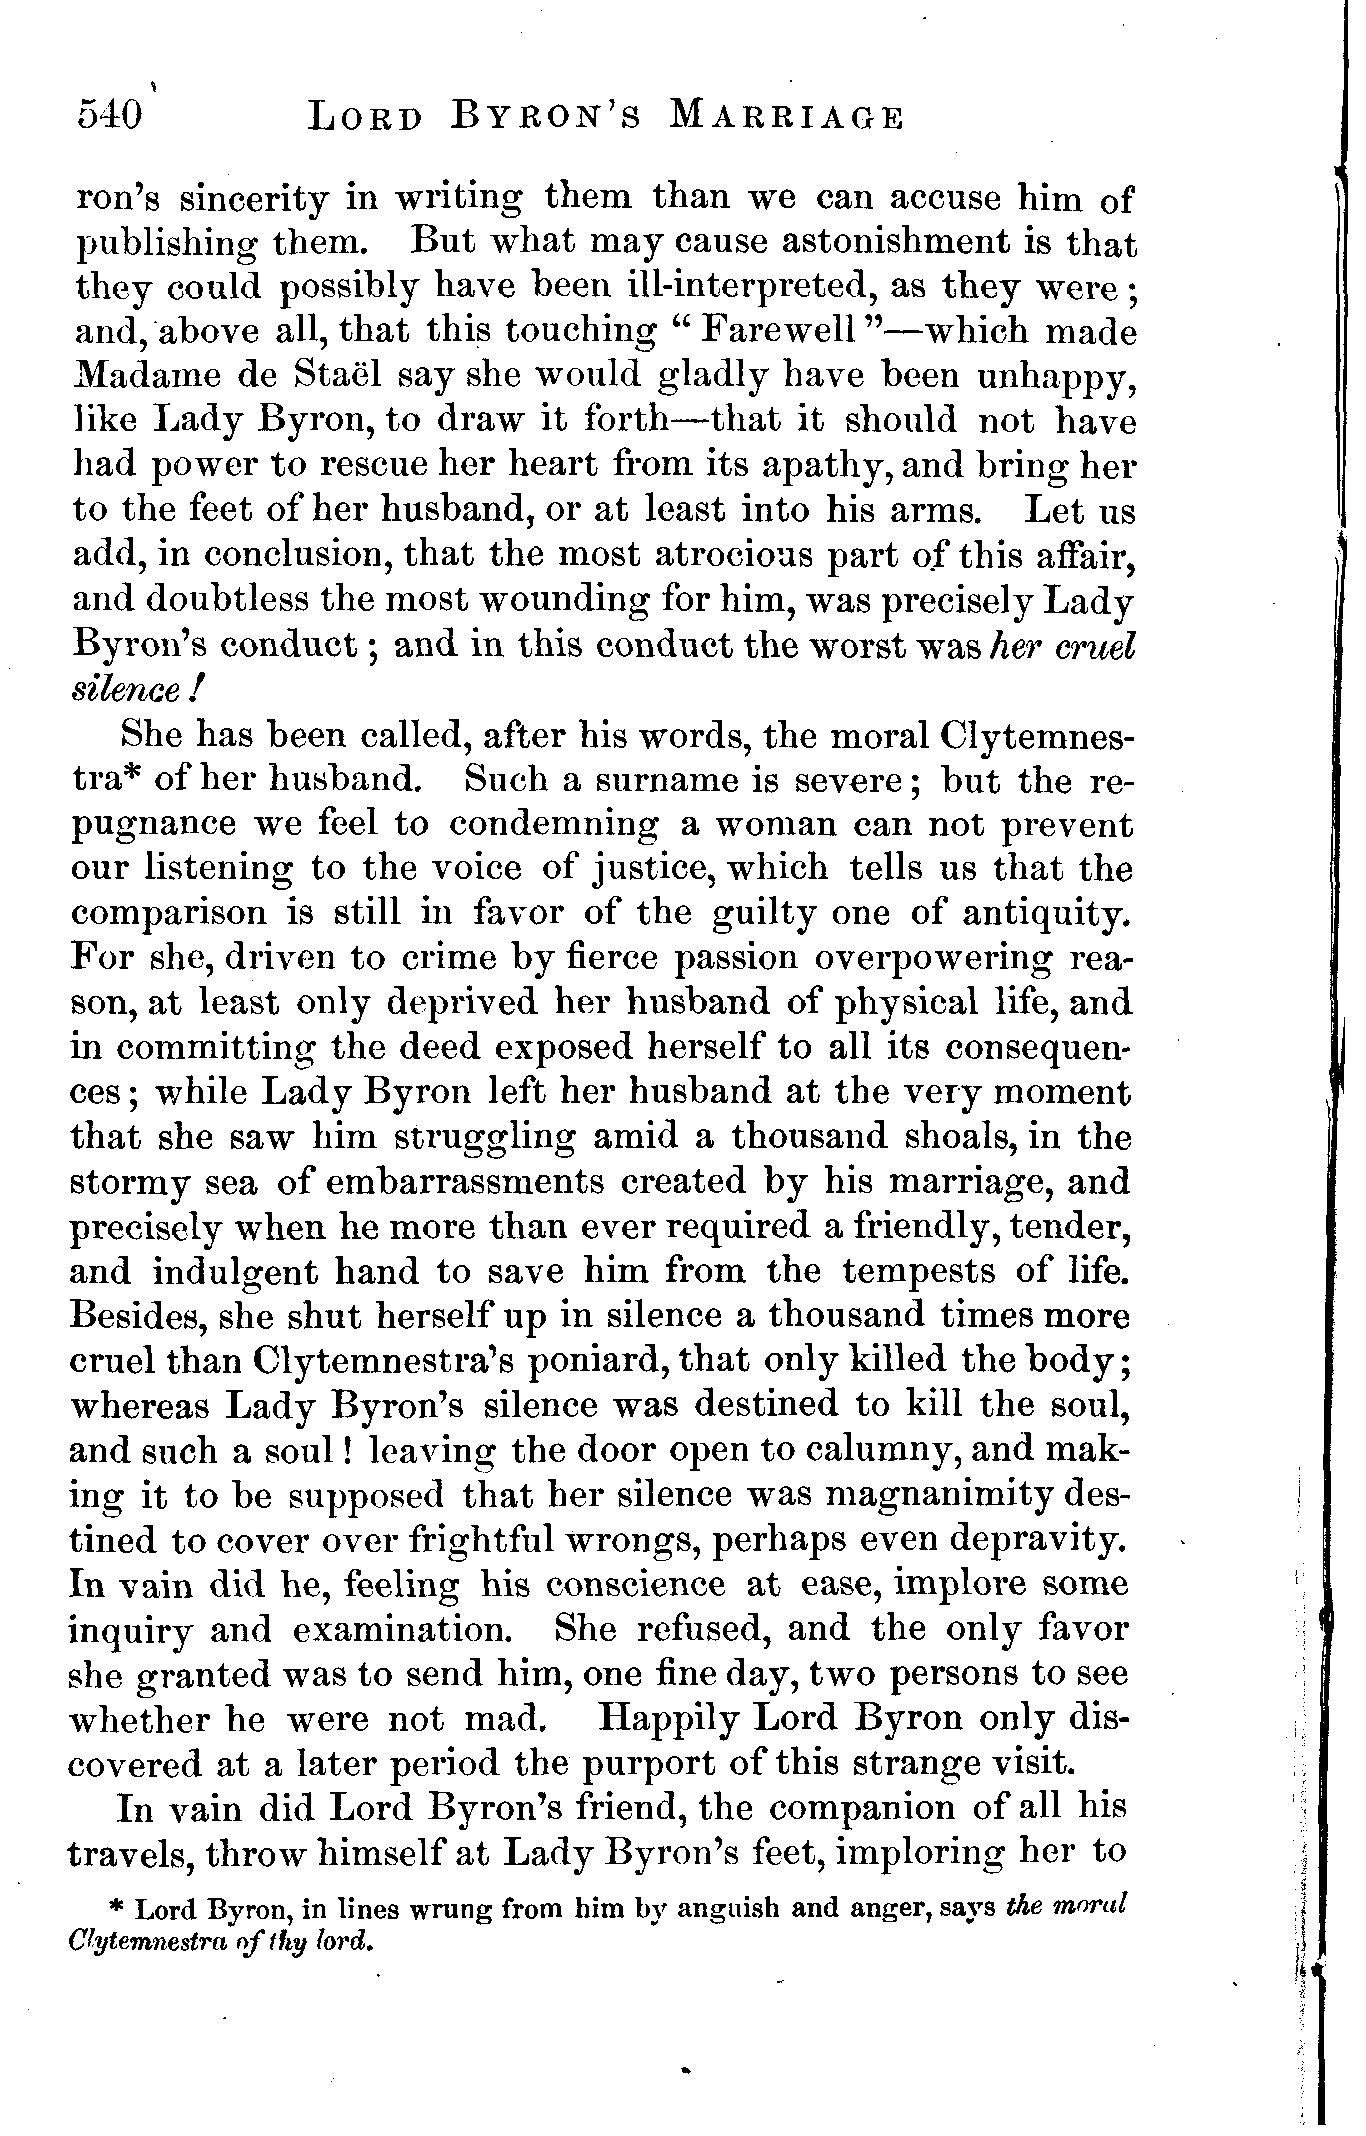 540 LORD BYRON'S MARRIAGE
ron's sincerity in writing them than we can accuse him of
publishing them. But what may cause astonishment is that
they could possibly have been ill-interpreted, as they were;
and, above all, that this touching “Farewell”—which made
Madame de Staël say she would gladly have been unhappy,
like Lady Byron, to draw it forth—that it should not have
had power to rescue her heart from its apathy, and bring her
to the feet of her husband, or at least into his arms. Let us
add, in conclusion, that the most atrocious part of this affair,
and doubtless the most wounding for him, was precisely Lady
Byron's conduct; and in this conduct the worst was her cruel
silence!
She has been called, after his words, the moral Clytemnes-
tra* of her husband. Such a surname is severe; but the re-
pugnance we feel to condemning a woman can not prevent
our listening to the voice of justice, which tells us that the
comparison is still in favor of the guilty one of antiquity.
For she, driven to crime by fierce passion overpowering rea-
son, at least only deprived her husband of physical life, and
in committing the deed exposed herself to all its consequen-
ces; while Lady Byron left her husband at the very moment
that she saw him struggling amid a thousand shoals, in the
stormy sea of embarrassments created by his marriage, and
precisely when he more than ever required a friendly, tender,
and indulgent hand to save him from the tempests of life.
Besides, she shut herself up in silence a thousand times more
cruel than Clytemnestra's poniard, that only killed the body;
whereas Lady Byron's silence was destined to kill the soul,
and such a soul! leaving the door open to calumny, and mak-
ing it to be supposed that her silence was magnanimity des-
tined to cover over frightful wrongs, perhaps even depravity.
In vain did he, feeling his conscience at ease, implore some
inquiry and examination. She refused, and the only favor
she granted was to send him, one fine day, two persons to see
whether he were not mad. Happily Lord Byron only dis-
covered at a later period the purport of this strange visit.
In vain did Lord Byron's friend, the companion of all his
travels, throw himself at Lady Byron's feet, imploring her to
* Lord Byron, in lines wrung from him by anguish and anger, says the moral
Clytemnestra of thy lord.